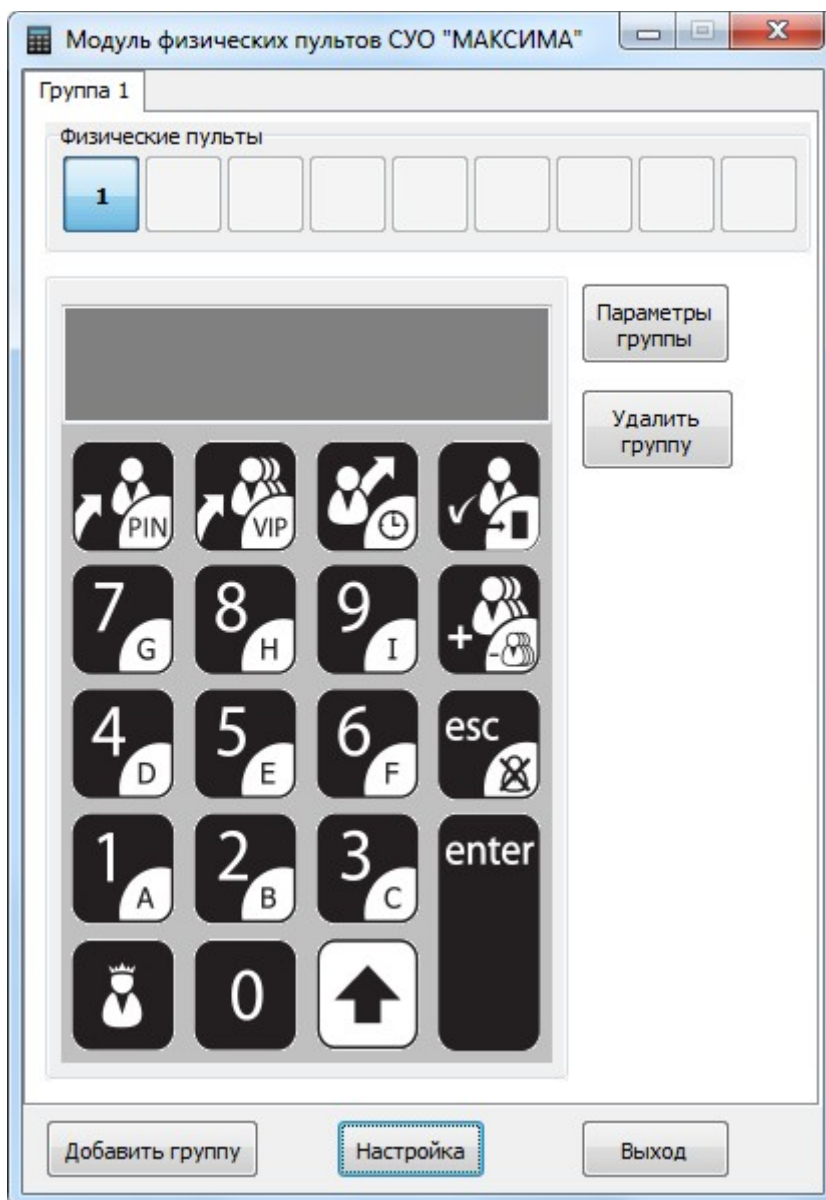 Модуль физических пультов СУО "МАКСИМА"
Группа 1
Физические пульты
1
Параметры
группы
Удалить
группу
PIN
VIP
7
G
8
H
9
I
+
-
4
D
5
E
6
F
esc
1
A
2
B
3
C
enter
0
Добавить группу
Настройка
Выход